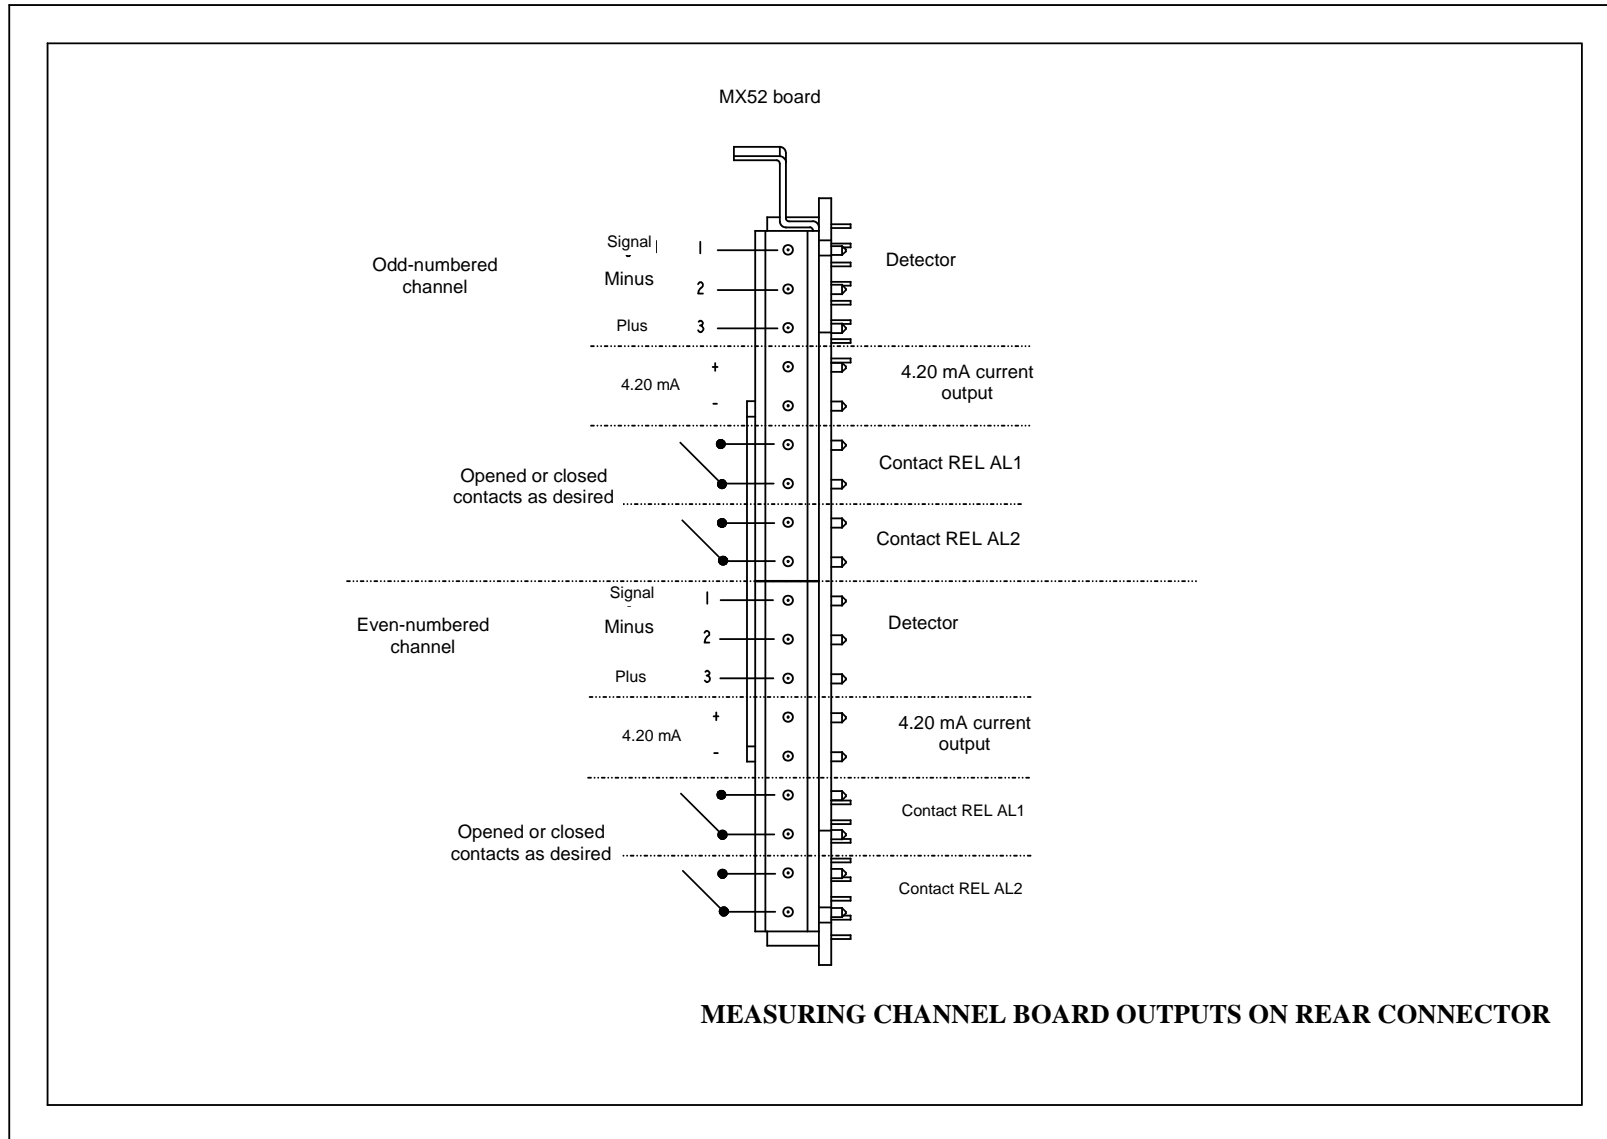 MX52 board
Odd-numbered
channel
Signal 1
Minus 2
Plus 3
Detector
+
4.20 mA
-
4.20 mA current
output
Opened or closed
contacts as desired
Contact REL AL1
Contact REL AL2
Even-numbered
channel
Signal 1
Minus 2
Plus 3
Detector
+
4.20 mA
-
4.20 mA current
output
Opened or closed
contacts as desired
Contact REL AL1
Contact REL AL2
MEASURING CHANNEL BOARD OUTPUTS ON REAR CONNECTOR